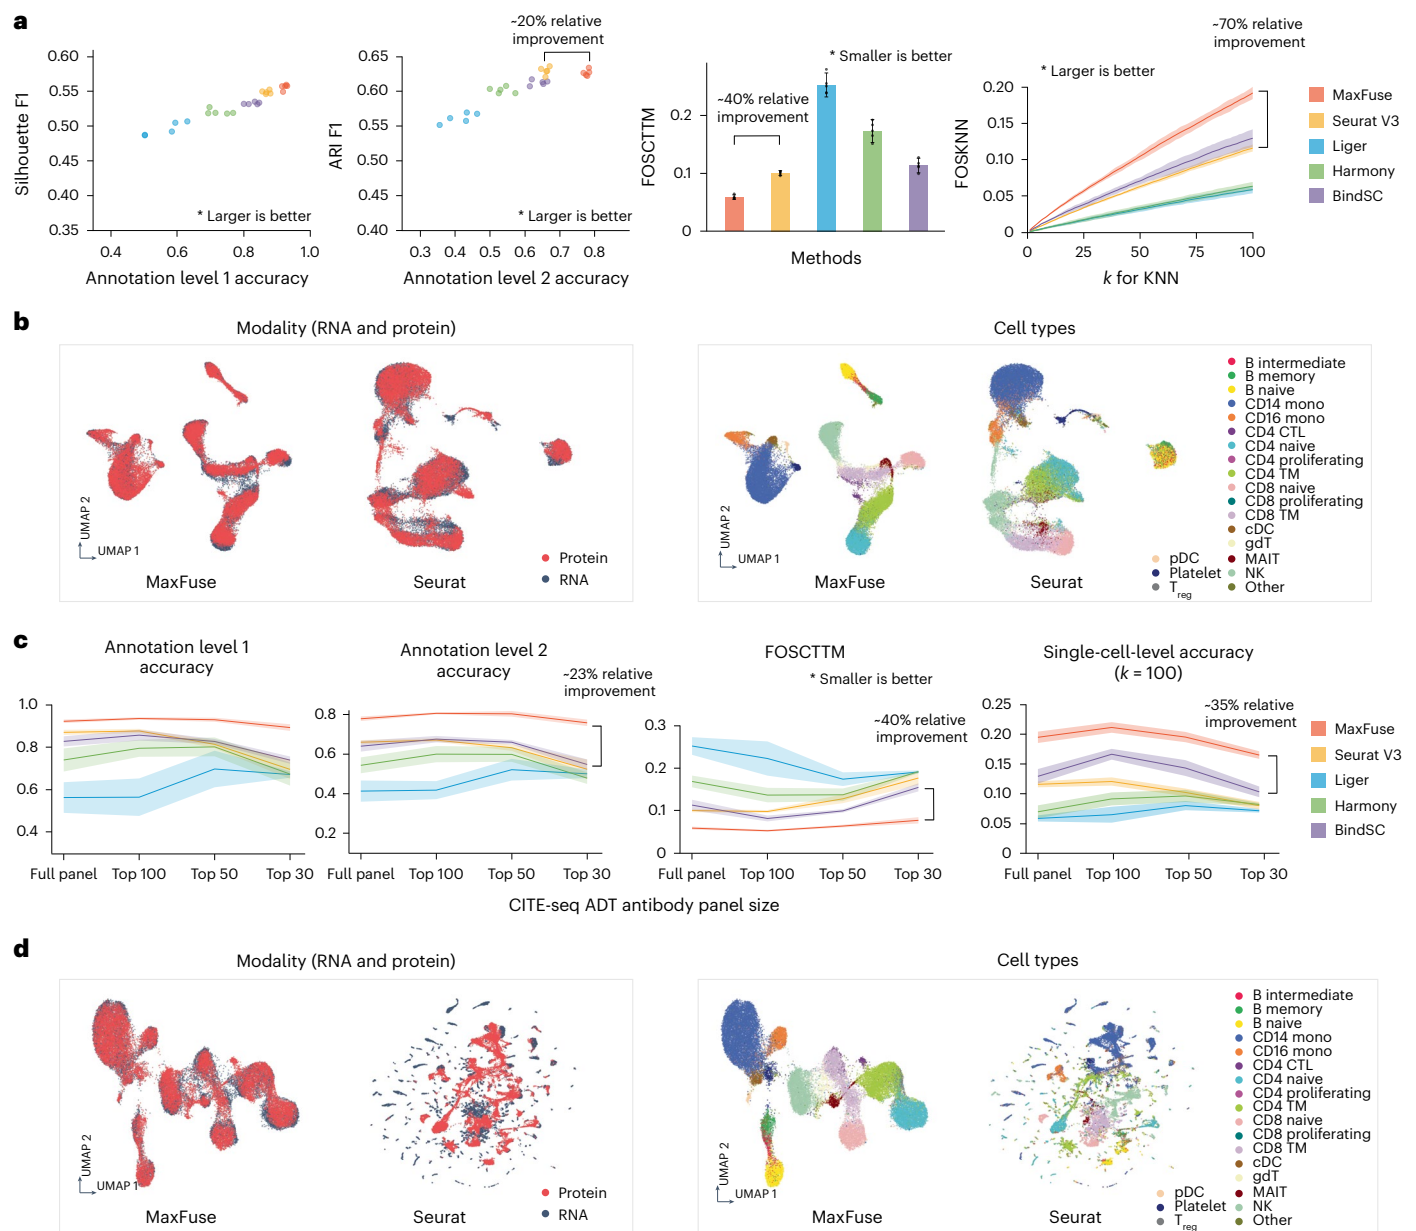 a
~20% relative
improvement
0.60
0.55
0.50
0.45
0.40
0.35
Silhouette F1
* Larger is better
0.4
0.6
0.8
1.0
Annotation level 1 accuracy
0.65
0.60
0.55
0.50
0.45
0.40
ARI F1
* Larger is better
0.3
0.4
0.5
0.6
0.7
0.8
Annotation level 2 accuracy
* Smaller is better
~40% relative
improvement
0.2
0.1
0
FOSCTTM
Methods
~70% relative
improvement
* Larger is better
0.20
0.15
0.10
0.05
0
FOSKNN
0
25
50
75
100
k for KNN
MaxFuse
Seurat V3
Liger
Harmony
BindSC
b
Modality (RNA and protein)
UMAP 2
UMAP 1
MaxFuse
Seurat
Protein
RNA
Cell types
UMAP 2
UMAP 1
MaxFuse
Seurat
pDC
Platelet
Treg
B intermediate
B memory
B naive
CD14 mono
CD16 mono
CD4 CTL
CD4 naive
CD4 proliferating
CD4 TM
CD8 naive
CD8 proliferating
CD8 TM
cDC
gdT
MAIT
NK
Other
c
Annotation level 1
accuracy
1.0
0.8
0.6
0.4
Full panel
Top 100
Top 50
Top 30
Annotation level 2
accuracy
~23% relative
improvement
0.8
0.6
0.4
0.2
Full panel
Top 100
Top 50
Top 30
FOSCTTM
* Smaller is better
~40% relative
improvement
0.3
0.2
0.1
0
Full panel
Top 100
Top 50
Top 30
Single-cell-level accuracy
(k = 100)
~35% relative
improvement
0.25
0.20
0.15
0.10
0.05
0
Full panel
Top 100
Top 50
Top 30
MaxFuse
Seurat V3
Liger
Harmony
BindSC
CITE-seq ADT antibody panel size
d
Modality (RNA and protein)
UMAP 2
UMAP 1
MaxFuse
Seurat
Protein
RNA
Cell types
UMAP 2
UMAP 1
MaxFuse
Seurat
pDC
Platelet
Treg
B intermediate
B memory
B naive
CD14 mono
CD16 mono
CD4 CTL
CD4 naive
CD4 proliferating
CD4 TM
CD8 naive
CD8 proliferating
CD8 TM
cDC
gdT
MAIT
NK
Other